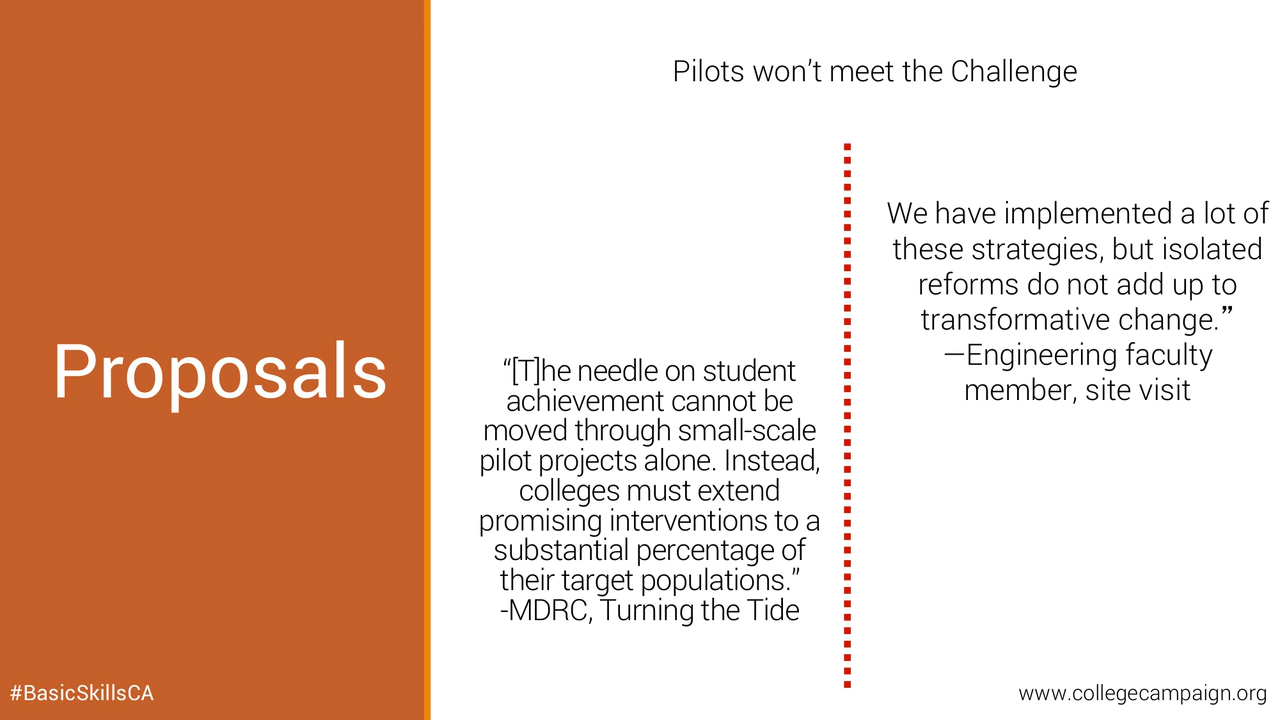 Proposals
#BasicSkillsCA
Pilots won’t meet the Challenge
“[T]he needle on student
achievement cannot be
moved through small-scale
pilot projects alone. Instead,
colleges must extend
promising interventions to a
substantial percentage of
their target populations.”
-MDRC, Turning the Tide
We have implemented a lot of
these strategies, but isolated
reforms do not add up to
transformative change.”
—Engineering faculty
member, site visit
www.collegecampaign.org